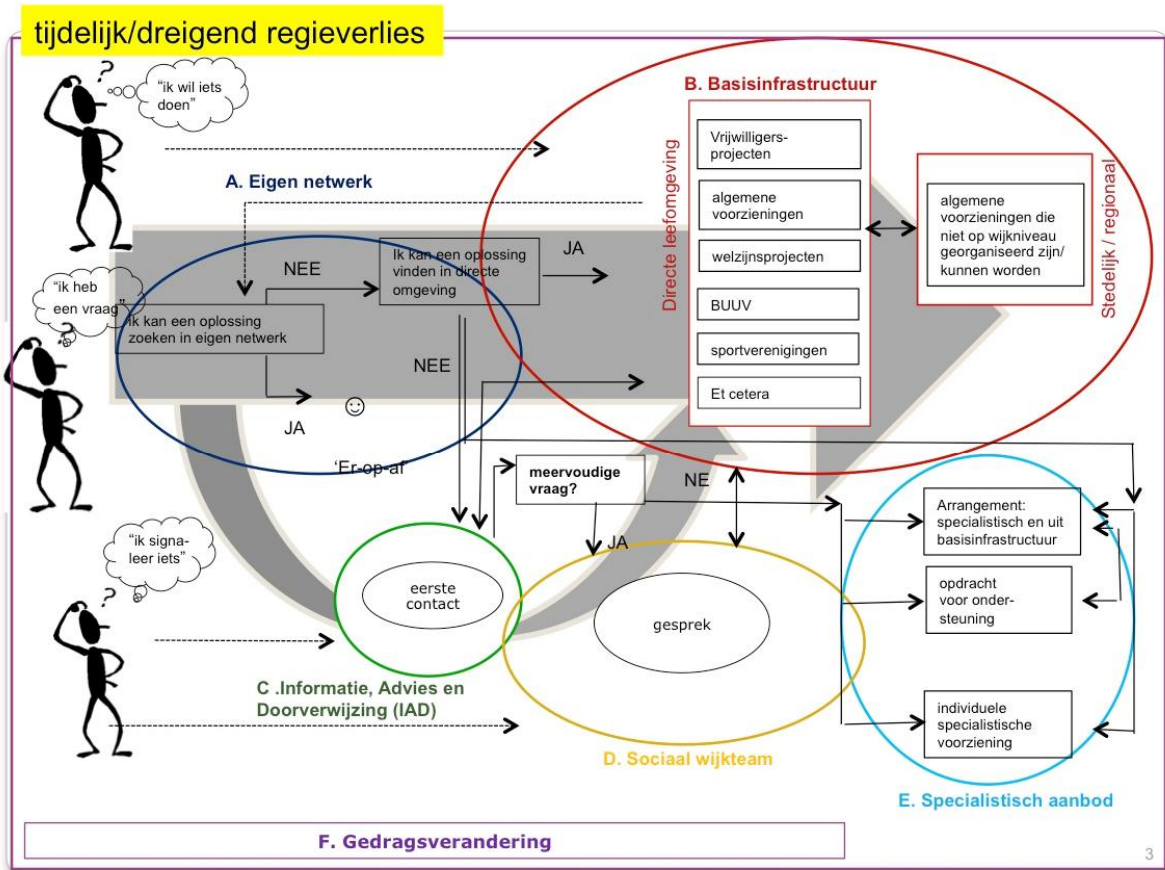 tijdelijk/dreigend regieverlies
?
“ik wil iets
doen”
B. Basisinfrastructuur
A. Eigen netwerk
Directe leefomgeving
Vrijwilligers-
projecten
algemene
voorzieningen
welzijnsprojecten
BUUV
sportverenigingen
Et cetera
Stedelijk / regionaal
algemene
voorzieningen die
niet op wijkniveau
georganiseerd zijn/
kunnen worden
“ik heb
een vraag”
?
NEE
Ik kan een oplossing
vinden in directe
omgeving
JA
ik kan een oplossing
zoeken in eigen netwerk
NEE
JA
‘Er-op-af’
meervoudige
vraag?
NE
JA
“ik signa-
leer iets”
?
eerste
contact
gesprek
Arrangement:
specialistisch en uit
basisinfrastructuur
opdracht
voor onder-
steuning
individuele
specialistische
voorziening
C .Informatie, Advies en
Doorverwijzing (IAD)
D. Sociaal wijkteam
E. Specialistisch aanbod
F. Gedragsverandering
3